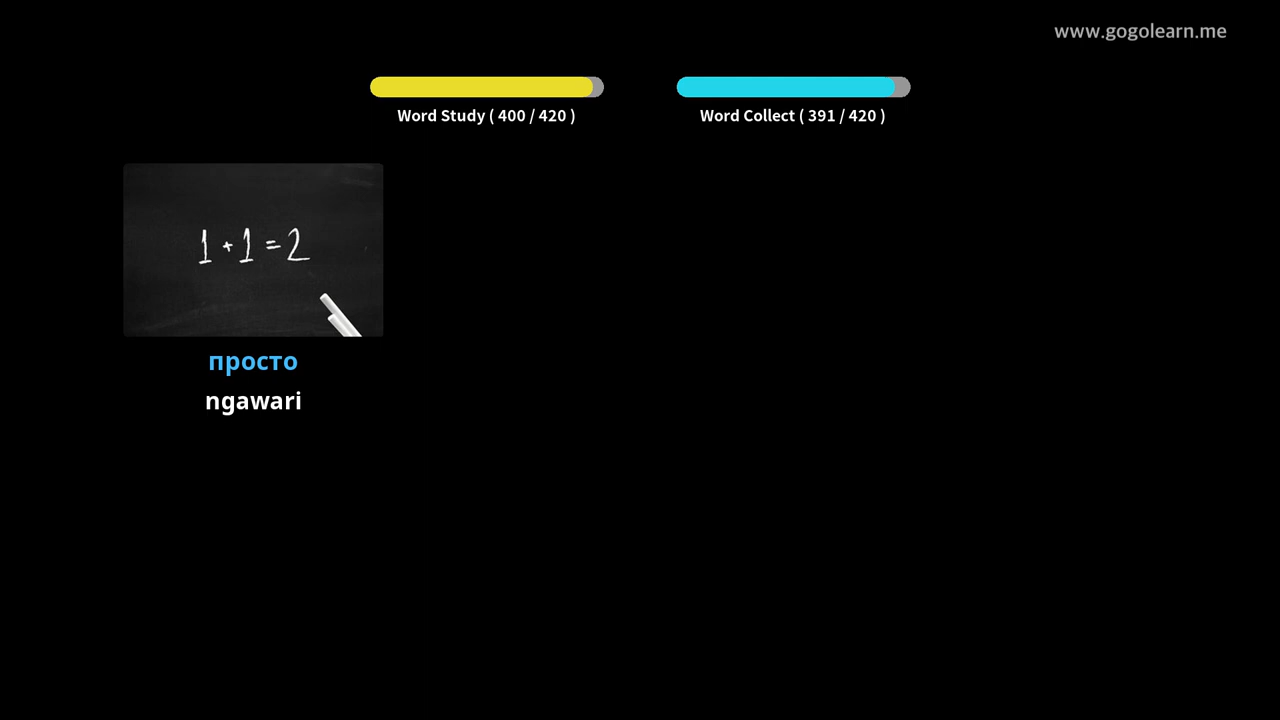 www.gogolearn.me
Word Study ( 400 / 420 )
Word Collect ( 391 / 420 )
1 + 1 = 2
просто
ngawari